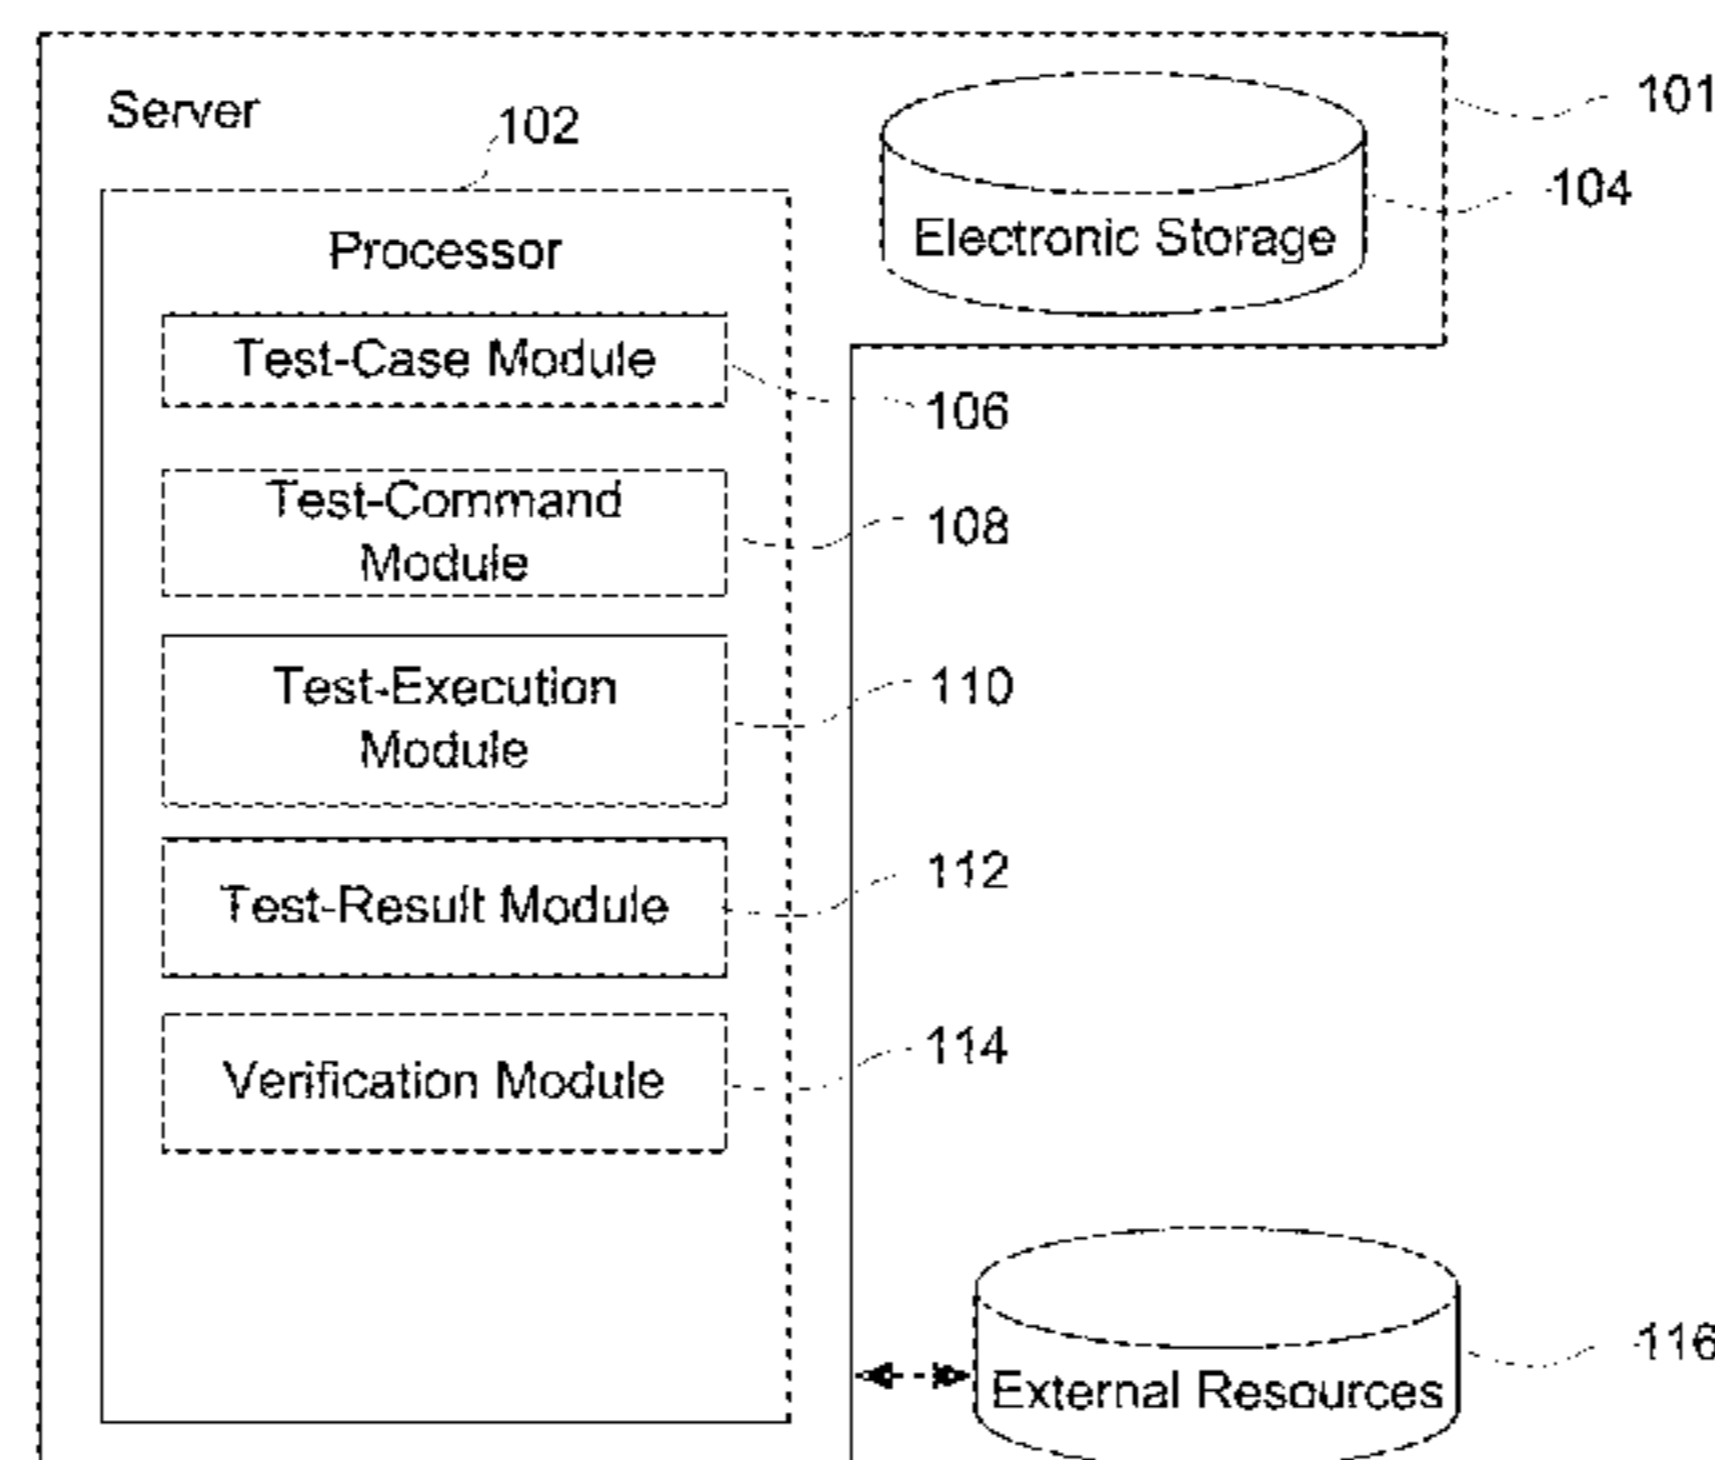 Server
102
101
104
Processor
Electronic Storage
Test-Case Module
106
Test-Command
Module
108
Test-Execution
Module
110
Test-Result Module
112
Verification Module
114
External Resources
116